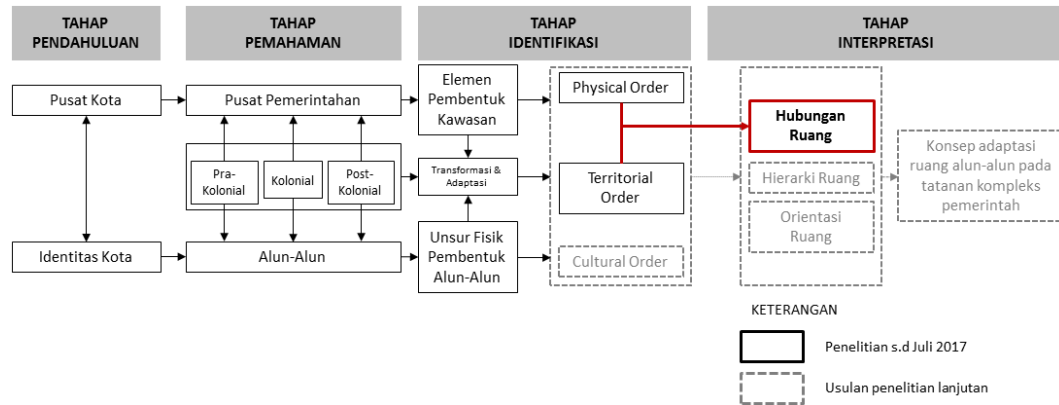 TAHAP
PENDAHULUAN
TAHAP
PEMAHAMAN
TAHAP
IDENTIFIKASI
TAHAP
INTERPRETASI
Pusat Kota
Identitas Kota
Pusat Pemerintahan
Pra-
Kolonial
Kolonial
Post-
Kolonial
Alun-Alun
Elemen
Pembentuk
Kawasan
Transformasi &
Adaptasi
Unsur Fisik
Pembentuk
Alun-Alun
Physical Order
Territorial
Order
Cultural Order
Hubungan
Ruang
Hierarki Ruang
Orientasi
Ruang
Konsep adaptasi
ruang alun-alun pada
tatanan kompleks
pemerintah
KETERANGAN
Penelitian s.d Juli 2017
Usulan penelitian lanjutan